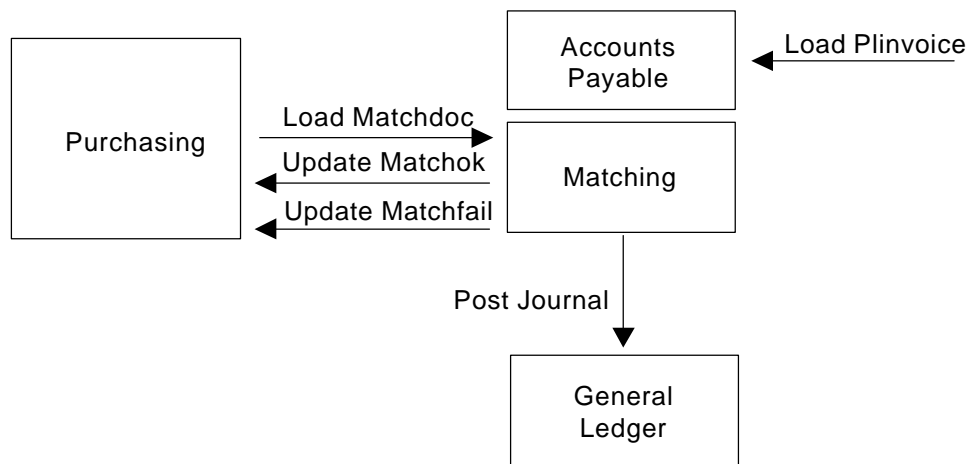 Accounts
Payable
Load Plinvoice
Purchasing
Load Matchdoc
Update Matchok
Update Matchfail
Matching
Post Journal
General
Ledger